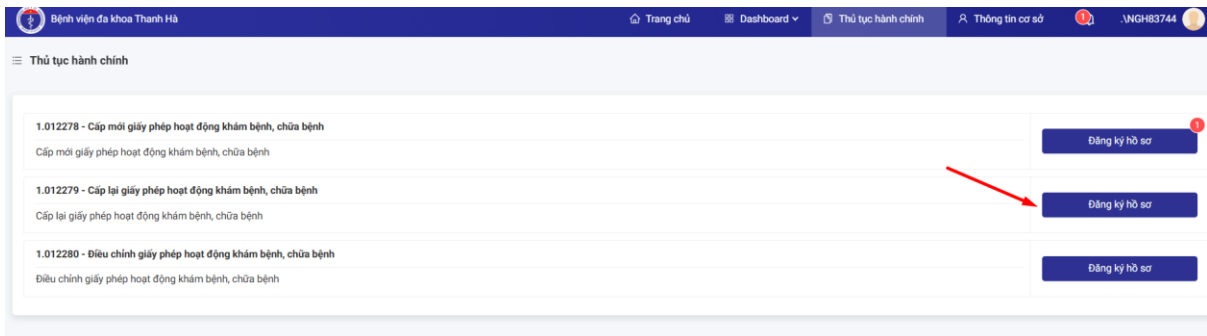 Bệnh viện đa khoa Thanh Hà
Trang chủ
Dashboard
Thủ tục hành chính
Thông tin cơ sở
1
.\NGH83744
Thủ tục hành chính
1.012278 - Cấp mới giấy phép hoạt động khám bệnh, chữa bệnh
1
Đăng ký hồ sơ
Cấp mới giấy phép hoạt động khám bệnh, chữa bệnh
1.012279 - Cấp lại giấy phép hoạt động khám bệnh, chữa bệnh
Đăng ký hồ sơ
Cấp lại giấy phép hoạt động khám bệnh, chữa bệnh
1.012280 - Điều chỉnh giấy phép hoạt động khám bệnh, chữa bệnh
Đăng ký hồ sơ
Điều chỉnh giấy phép hoạt động khám bệnh, chữa bệnh